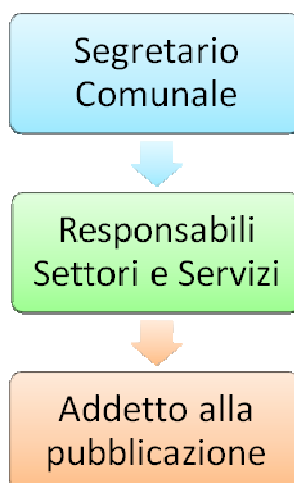 Segretario
Comunale
Responsabili
Settori e Servizi
Addetto alla
pubblicazione